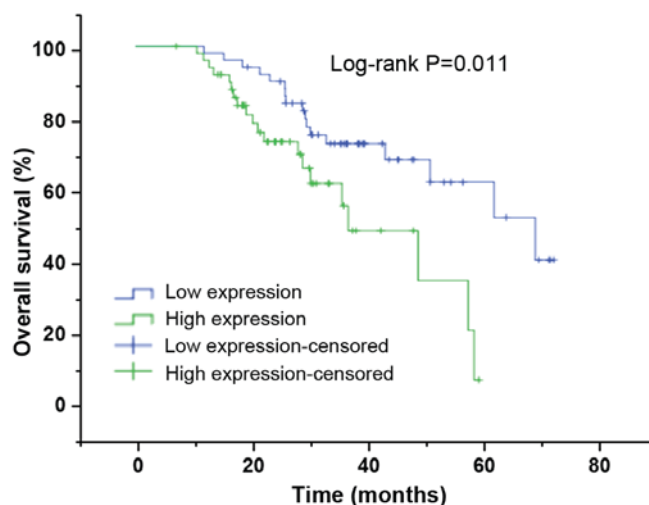 100
80
60
40
20
0
Overall survival (%)
Log-rank P=0.011
Low expression
High expression
Low expression-censored
High expression-censored
0 20 40 60 80
Time (months)